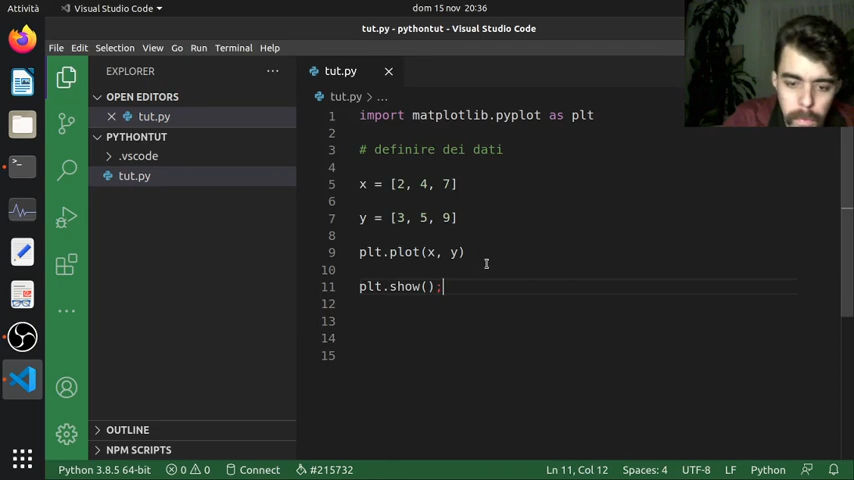 Attività
Visual Studio Code
dom 15 nov 20:36
tut.py - pythontut - Visual Studio Code
File Edit Selection View Go Run Terminal Help
EXPLORER
OPEN EDITORS
tut.py
PYTHONTUT
.vscode
tut.py
OUTLINE
NPM SCRIPTS
tut.py
tut.py > ...
1 import matplotlib.pyplot as plt
2
3 # definire dei dati
4
5 x = [2, 4, 7]
6
7 y = [3, 5, 9]
8
9 plt.plot(x, y)
10
11 plt.show();
12
13
14
15
Python 3.8.5 64-bit 0 0 Connect #215732 Ln 11, Col 12 Spaces: 4 UTF-8 LF Python